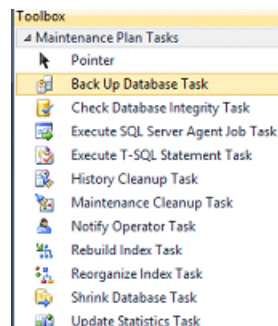 Toolbox
Maintenance Plan Tasks
Pointer
Back Up Database Task
Check Database Integrity Task
Execute SQL Server Agent Job Task
Execute T-SQL Statement Task
History Cleanup Task
Maintenance Cleanup Task
Notify Operator Task
Rebuild Index Task
Reorganize Index Task
Shrink Database Task
Update Statistics Task